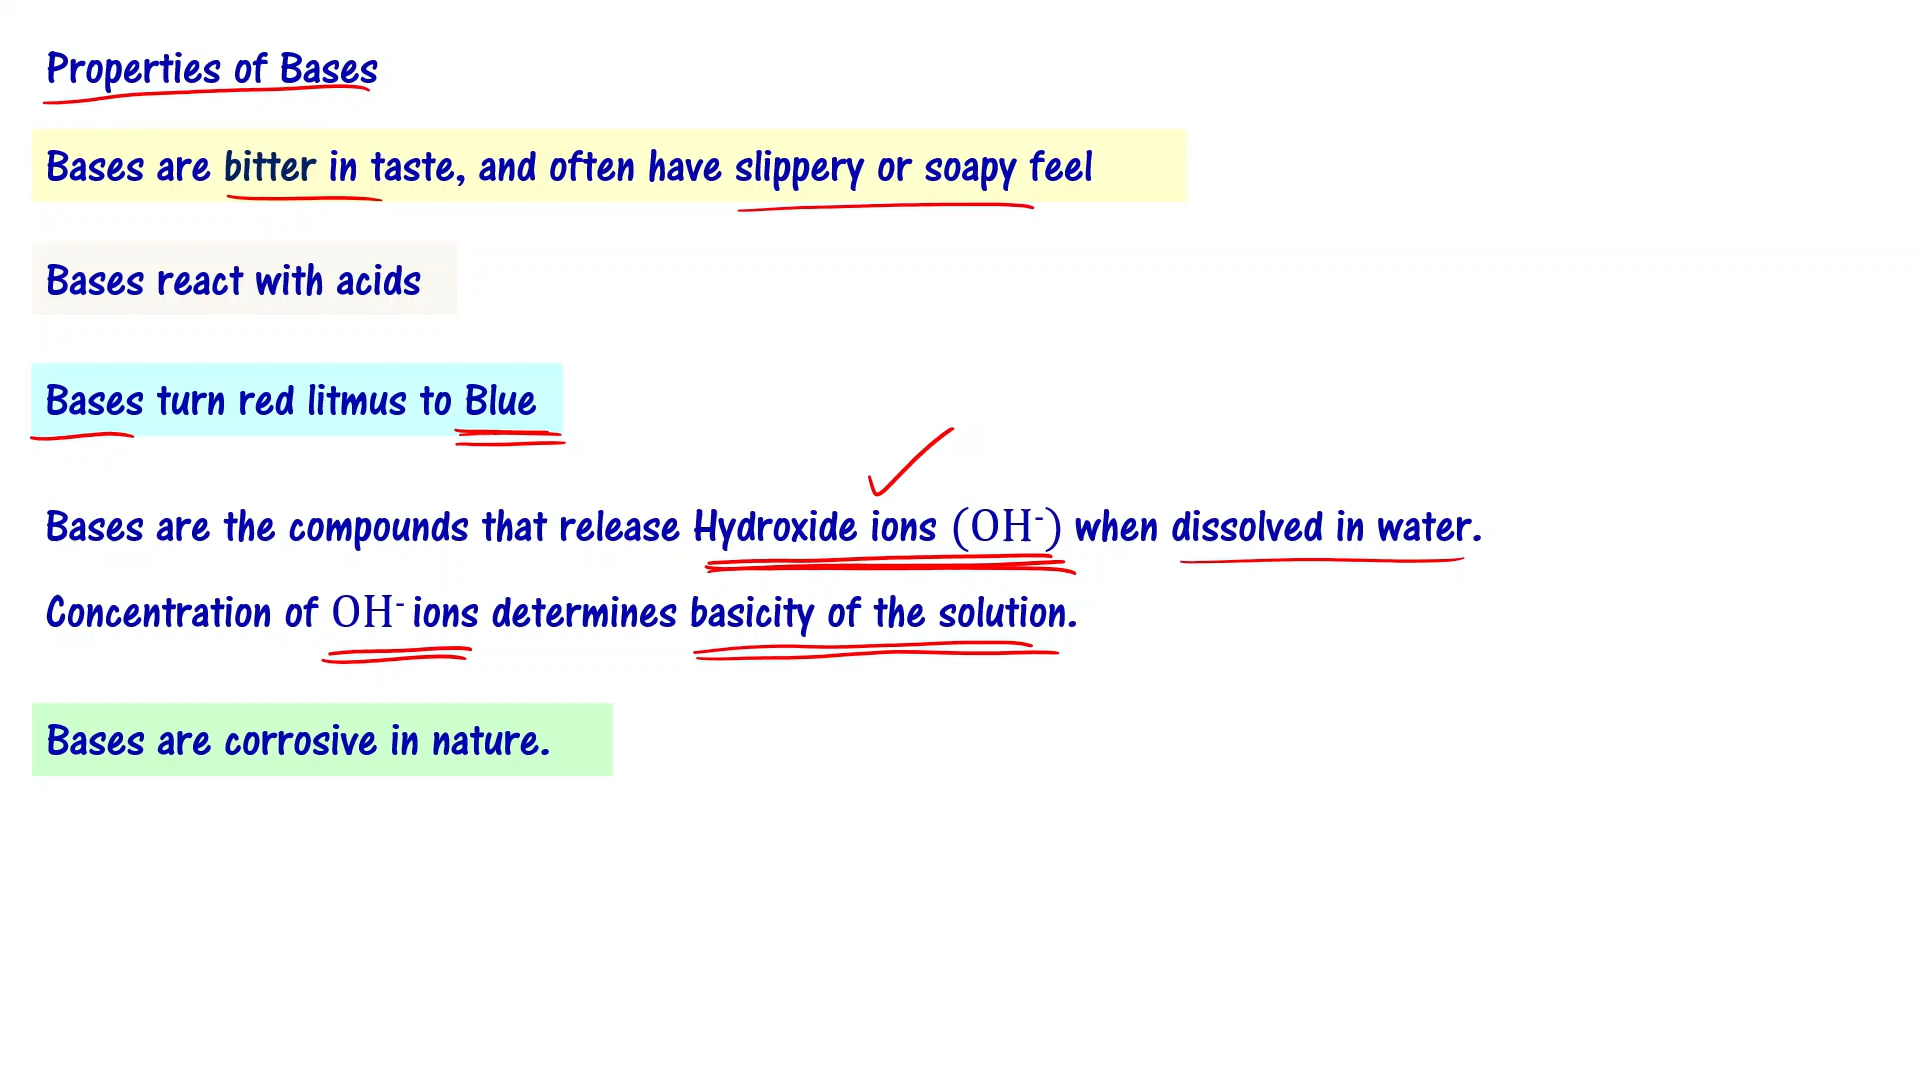 Properties of Bases
Bases are bitter in taste, and often have slippery or soapy feel
Bases react with acids
Bases turn red litmus to Blue
Bases are the compounds that release Hydroxide ions (OH⁻) when dissolved in water.
Concentration of OH⁻ ions determines basicity of the solution.
Bases are corrosive in nature.